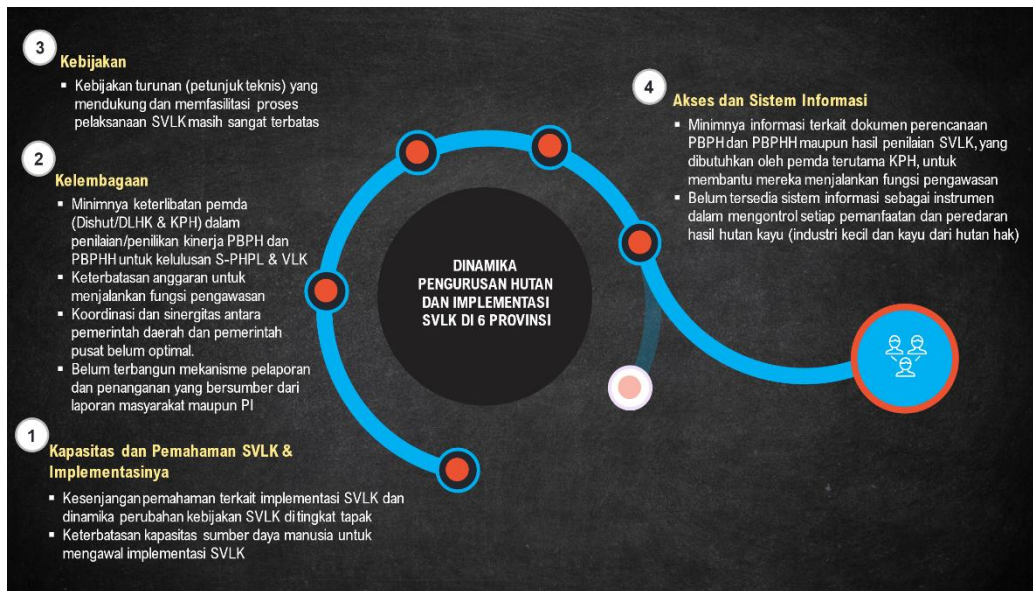 3
Kebijakan
▪ Kebijakan turunan (petunjuk teknis) yang
mendukung dan memfasilitasi proses
pelaksanaan SVLK masih sangat terbatas
2
Kelembagaan
▪ Minimnya keterlibatan pemda
(Dishut/DLHK & KPH) dalam
penilaian/penilikan kinerja PBPH dan
PBPHH untuk kelulusan S-PHPL & VLK
▪ Keterbatasan anggaran untuk
menjalankan fungsi pengawasan
▪ Koordinasi dan sinergitas antara
pemerintah daerah dan pemerintah
pusat belum optimal.
▪ Belum terbangun mekanisme pelaporan
dan penanganan yang bersumber dari
laporan masyarakat maupun PI
1
Kapasitas dan Pemahaman SVLK &
Implementasinya
▪ Kesenjangan pemahaman terkait implementasi SVLK dan
dinamika perubahan kebijakan SVLK di tingkat tapak
▪ Keterbatasan kapasitas sumber daya manusia untuk
mengawal implementasi SVLK
DINAMIKA
PENGURUSAN HUTAN
DAN IMPLEMENTASI
SVLK DI 6 PROVINSI
4
Akses dan Sistem Informasi
▪ Minimnya informasi terkait dokumen perencanaan
PBPH dan PBPHH maupun hasil penilaian SVLK, yang
dibutuhkan oleh pemda terutama KPH, untuk
membantu mereka menjalankan fungsi pengawasan
▪ Belum tersedia sistem informasi sebagai instrumen
dalam mengontrol setiap pemanfaatan dan peredaran
hasil hutan kayu (industri kecil dan kayu dari hutan hak)